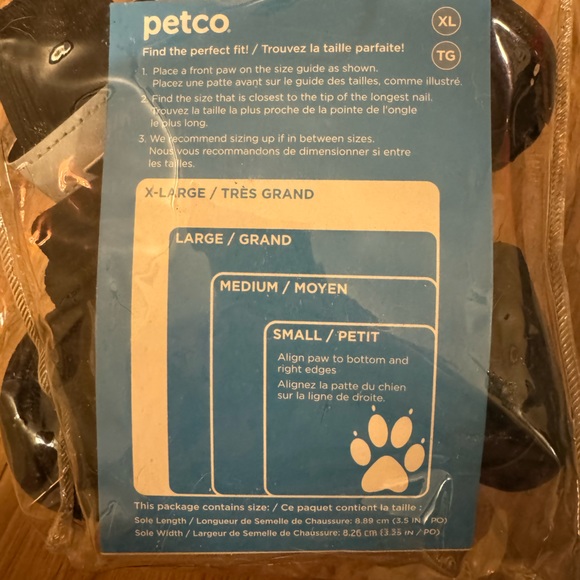 petco
XL
Find the perfect fit! / Trouvez la taille parfaite!
TG
1. Place a front paw on the size guide as shown.
Placez une patte avant sur le guide des tailles, comme illustré.
2. Find the size that is closest to the tip of the longest nail.
Trouvez la taille la plus proche de la pointe de l'ongle
le plus long.
3. We recommend sizing up if in between sizes.
Nous vous recommandons de dimensionner si entre
les tailles.
X-LARGE / TRÈS GRAND
LARGE / GRAND
MEDIUM / MOYEN
SMALL / PETIT
Align paw to bottom and
right edges
Alignez la patte du chien
sur la ligne de droite.
This package contains size: / Ce paquet contient la taille :
Sole Length / Longueur de Semelle de Chaussure: 8.89 cm (3.5 IN / PO)
Sole Width / Largeur de Semelle de Chaussure: 8.26 cm (3.35 IN / PO)